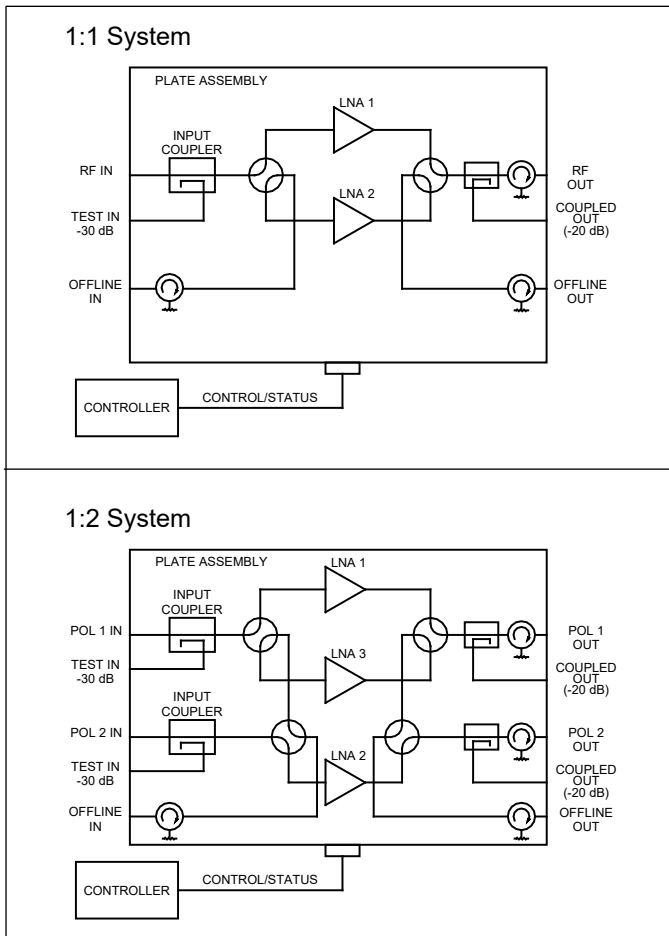 1:1 System
PLATE ASSEMBLY
LNA 1
INPUT
COUPLER
RF IN
RF
OUT
LNA 2
TEST IN
-30 dB
COUPLED
OUT
(-20 dB)
OFFLINE
IN
OFFLINE
OUT
CONTROLLER
CONTROL/STATUS
1:2 System
PLATE ASSEMBLY
LNA 1
INPUT
COUPLER
POL 1 IN
POL 1
OUT
LNA 3
TEST IN
-30 dB
COUPLED
OUT
(-20 dB)
INPUT
COUPLER
POL 2 IN
POL 2
OUT
LNA 2
TEST IN
-30 dB
COUPLED
OUT
(-20 dB)
OFFLINE
IN
OFFLINE
OUT
CONTROLLER
CONTROL/STATUS